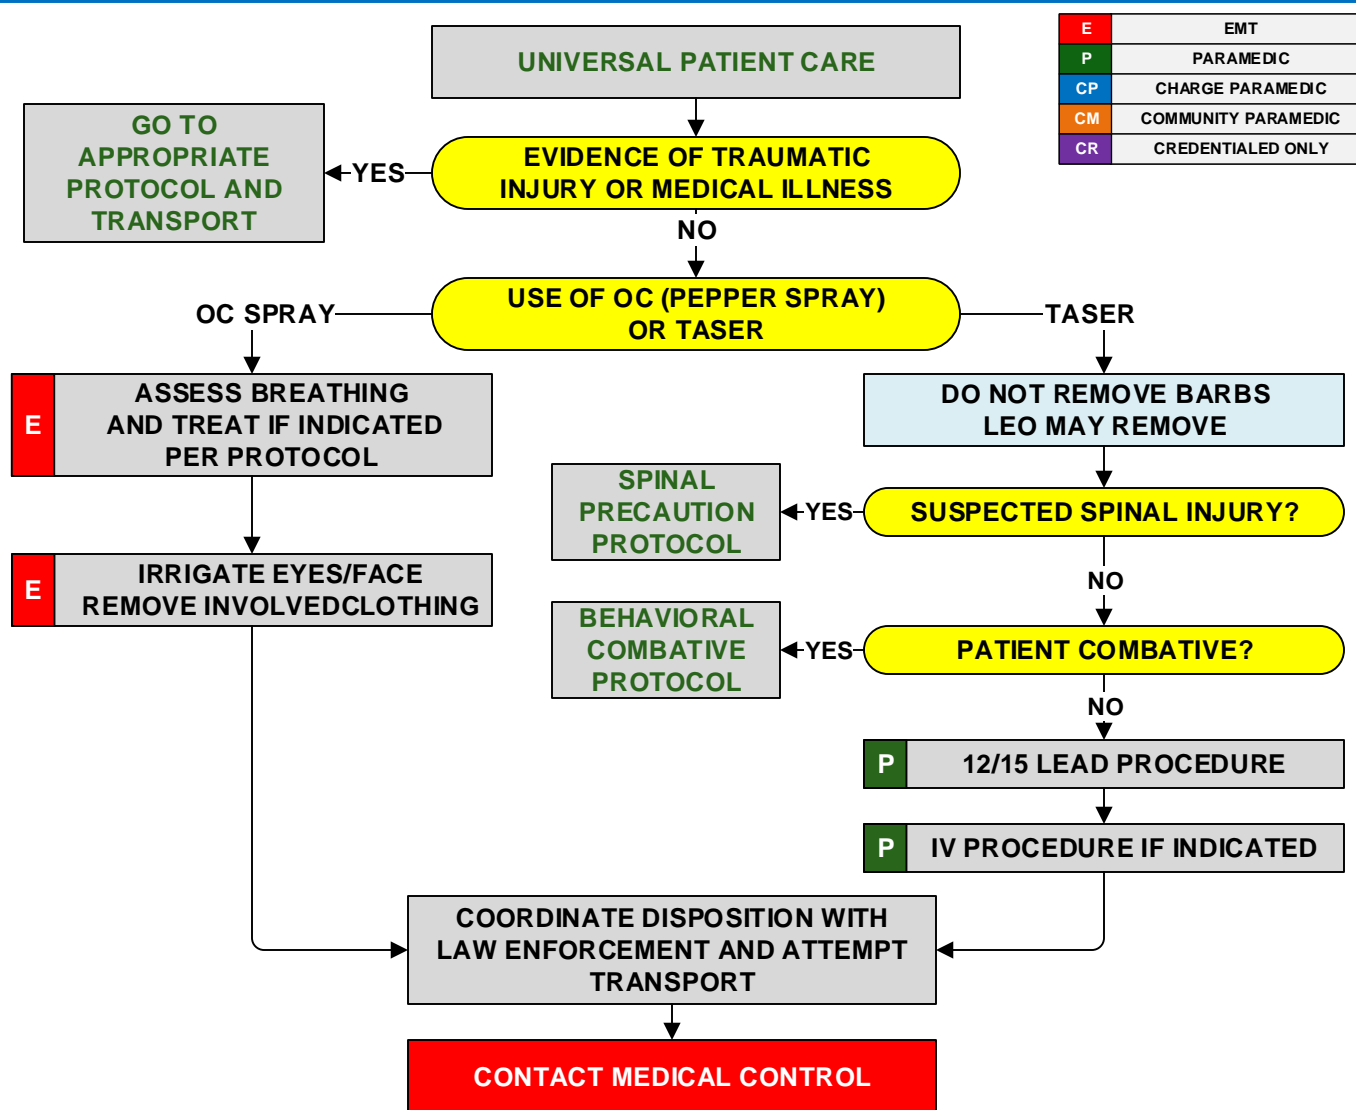 E EMT
P PARAMEDIC
CP CHARGE PARAMEDIC
CM COMMUNITY PARAMEDIC
CR CREDENTIALED ONLY
UNIVERSAL PATIENT CARE
EVIDENCE OF TRAUMATIC
INJURY OR MEDICAL ILLNESS
YES
GO TO
APPROPRIATE
PROTOCOL AND
TRANSPORT
NO
USE OF OC (PEPPER SPRAY)
OR TASER
OC SPRAY
E
ASSESS BREATHING
AND TREAT IF INDICATED
PER PROTOCOL
E
IRRIGATE EYES/FACE
REMOVE INVOLVEDCLOTHING
TASER
DO NOT REMOVE BARBS
LEO MAY REMOVE
SUSPECTED SPINAL INJURY?
YES
SPINAL
PRECAUTION
PROTOCOL
NO
PATIENT COMBATIVE?
YES
BEHAVIORAL
COMBATIVE
PROTOCOL
NO
P 12/15 LEAD PROCEDURE
P IV PROCEDURE IF INDICATED
COORDINATE DISPOSITION WITH
LAW ENFORCEMENT AND ATTEMPT
TRANSPORT
CONTACT MEDICAL CONTROL